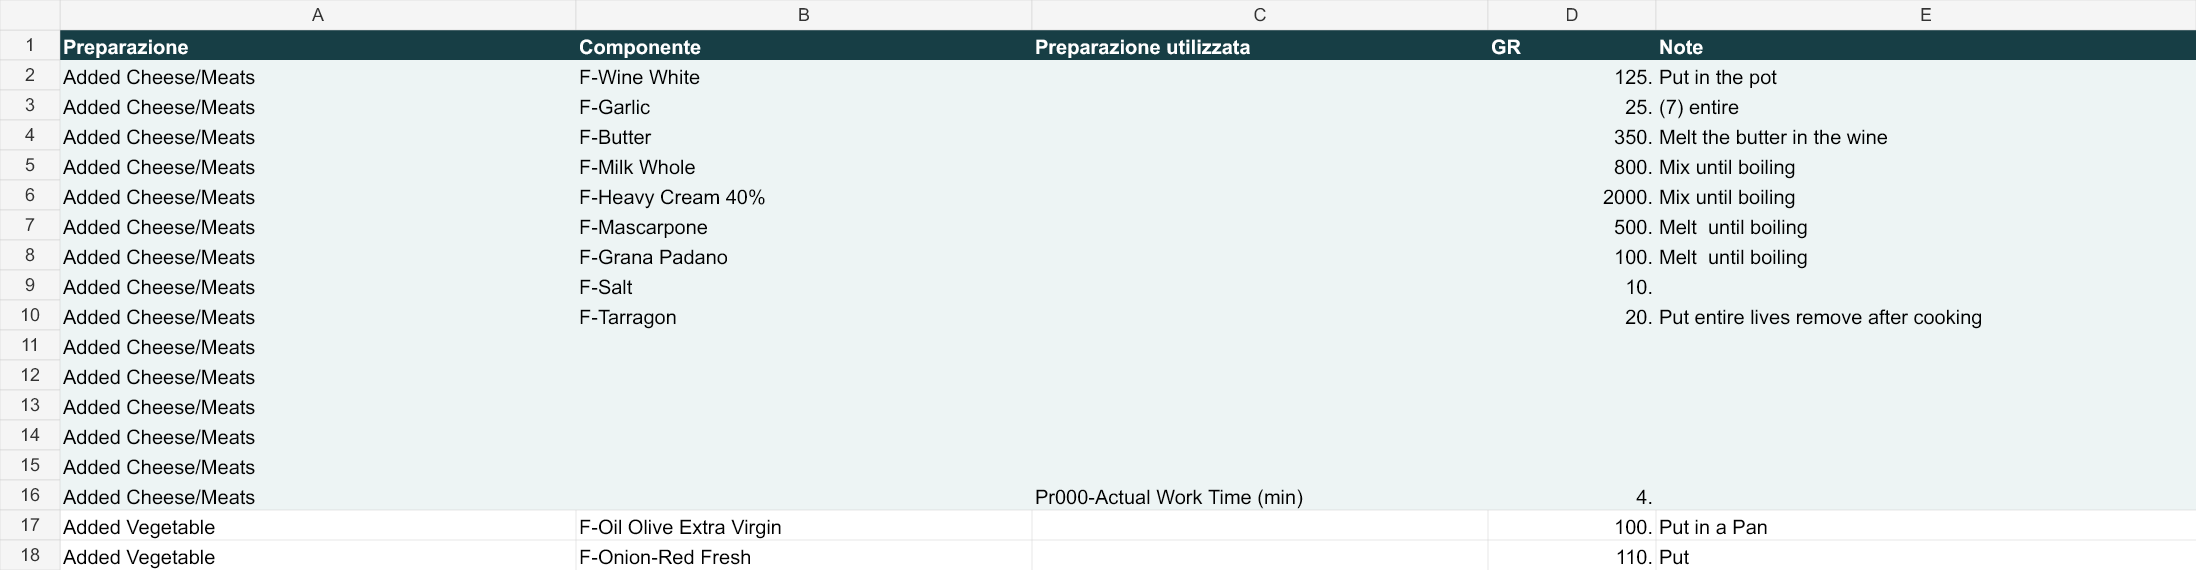 A B C D E
1 Preparazione Componente Preparazione utilizzata GR Note
2 Added Cheese/Meats F-Wine White 125. Put in the pot
3 Added Cheese/Meats F-Garlic 25. (7) entire
4 Added Cheese/Meats F-Butter 350. Melt the butter in the wine
5 Added Cheese/Meats F-Milk Whole 800. Mix until boiling
6 Added Cheese/Meats F-Heavy Cream 40% 2000. Mix until boiling
7 Added Cheese/Meats F-Mascarpone 500. Melt  until boiling
8 Added Cheese/Meats F-Grana Padano 100. Melt  until boiling
9 Added Cheese/Meats F-Salt 10.
10 Added Cheese/Meats F-Tarragon 20. Put entire lives remove after cooking
11 Added Cheese/Meats
12 Added Cheese/Meats
13 Added Cheese/Meats
14 Added Cheese/Meats
15 Added Cheese/Meats
16 Added Cheese/Meats Pr000-Actual Work Time (min) 4.
17 Added Vegetable F-Oil Olive Extra Virgin 100. Put in a Pan
18 Added Vegetable F-Onion-Red Fresh 110. Put